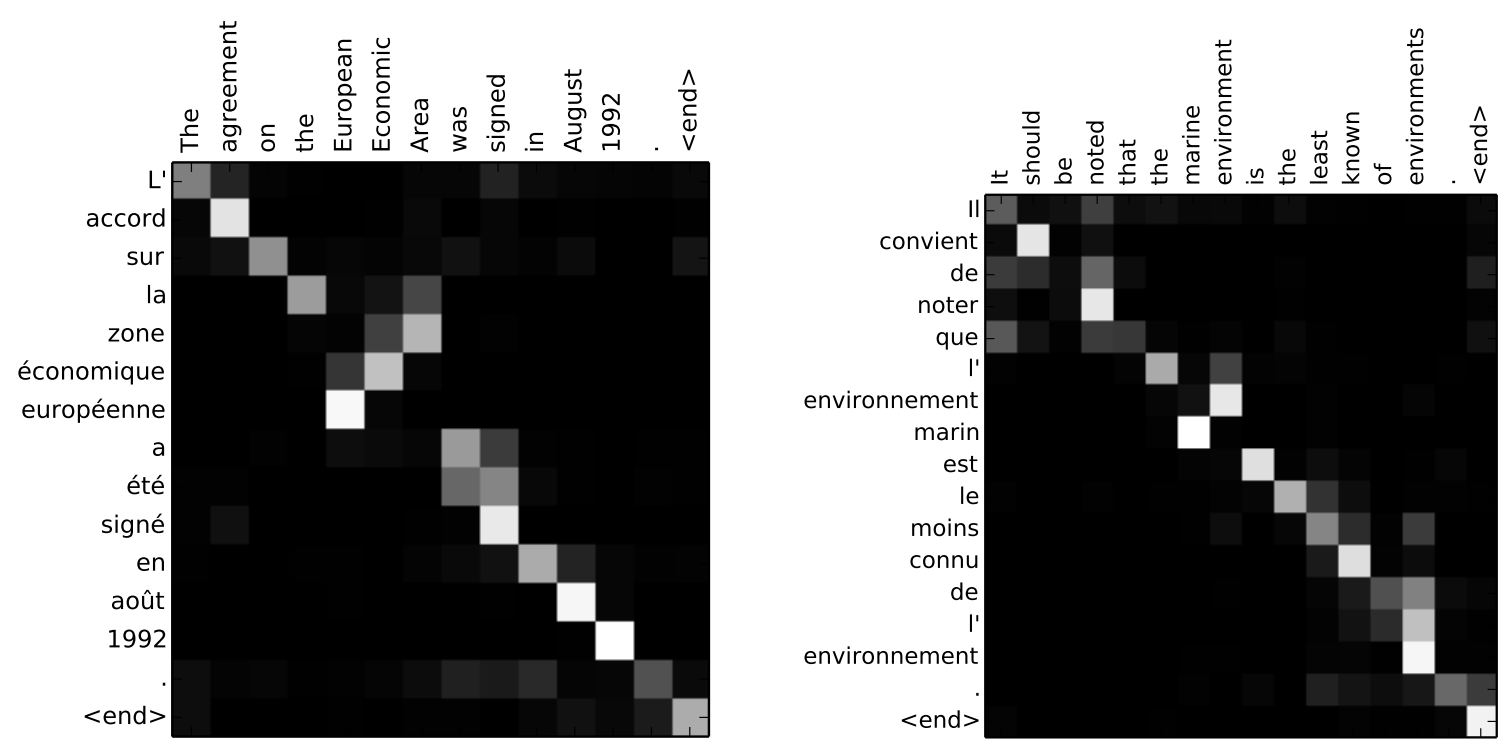 The agreement on the European Economic Area was signed in August 1992 . <end>
L'
accord
sur
la
zone
économique
européenne
a
été
signé
en
août
1992
.
<end>
It should be noted that the marine environment is the least known of environments . <end>
Il
convient
de
noter
que
l'
environnement
marin
est
le
moins
connu
de
l'
environnement
.
<end>